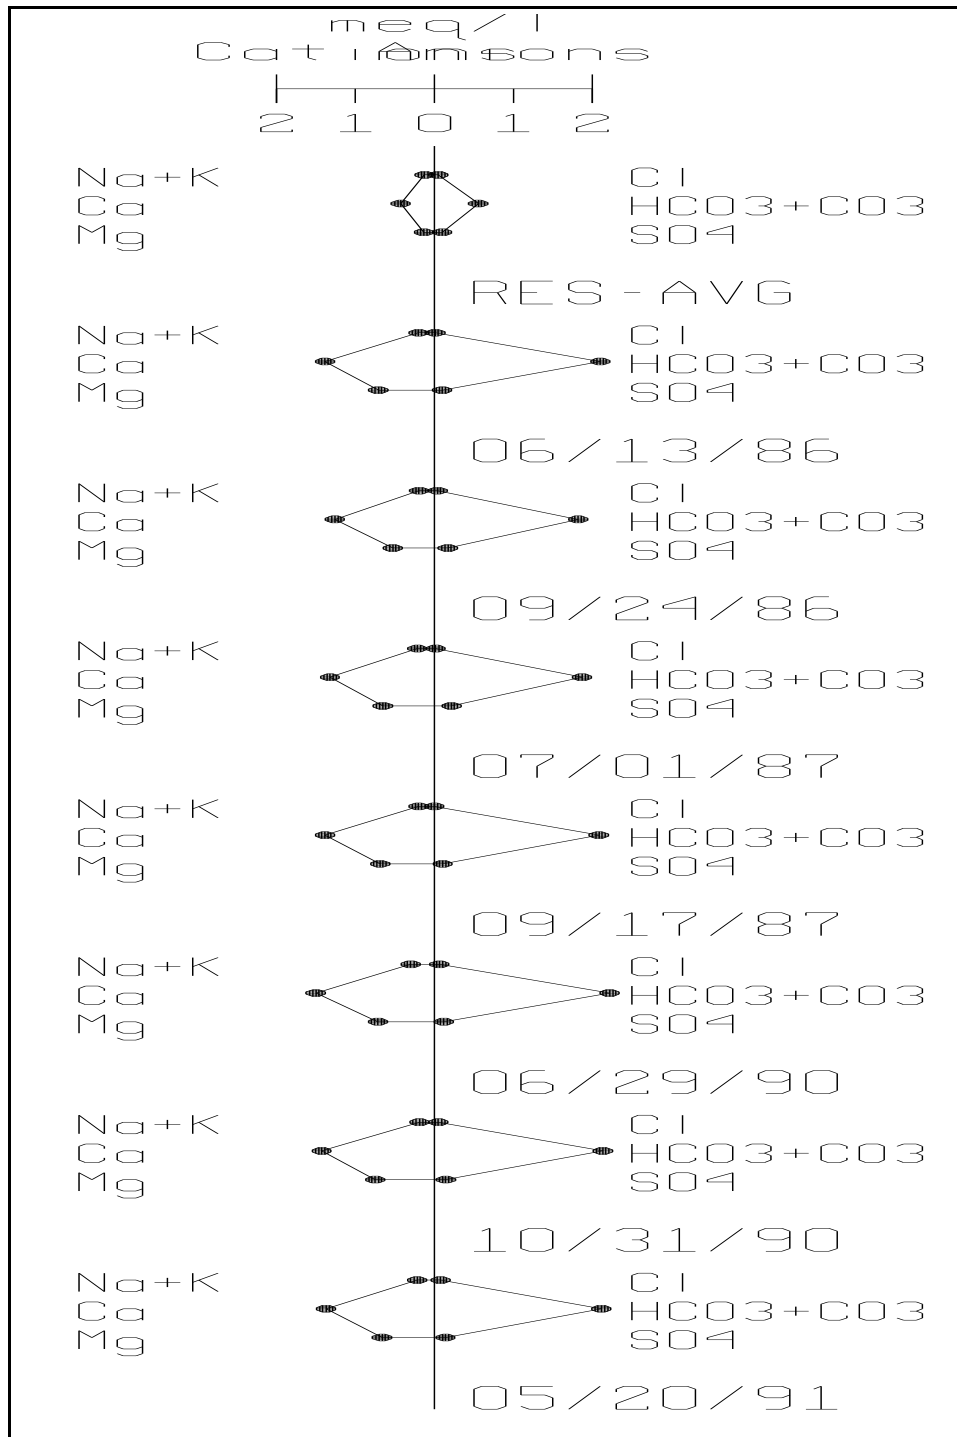 meq/l
Cations Anions
2 1 0 1 2
Na+K Cl
Ca HCO3+CO3
Mg SO4
RES-AVG
Na+K Cl
Ca HCO3+CO3
Mg SO4
06/13/86
Na+K Cl
Ca HCO3+CO3
Mg SO4
09/24/86
Na+K Cl
Ca HCO3+CO3
Mg SO4
07/01/87
Na+K Cl
Ca HCO3+CO3
Mg SO4
09/17/87
Na+K Cl
Ca HCO3+CO3
Mg SO4
06/29/90
Na+K Cl
Ca HCO3+CO3
Mg SO4
10/31/90
Na+K Cl
Ca HCO3+CO3
Mg SO4
05/20/91